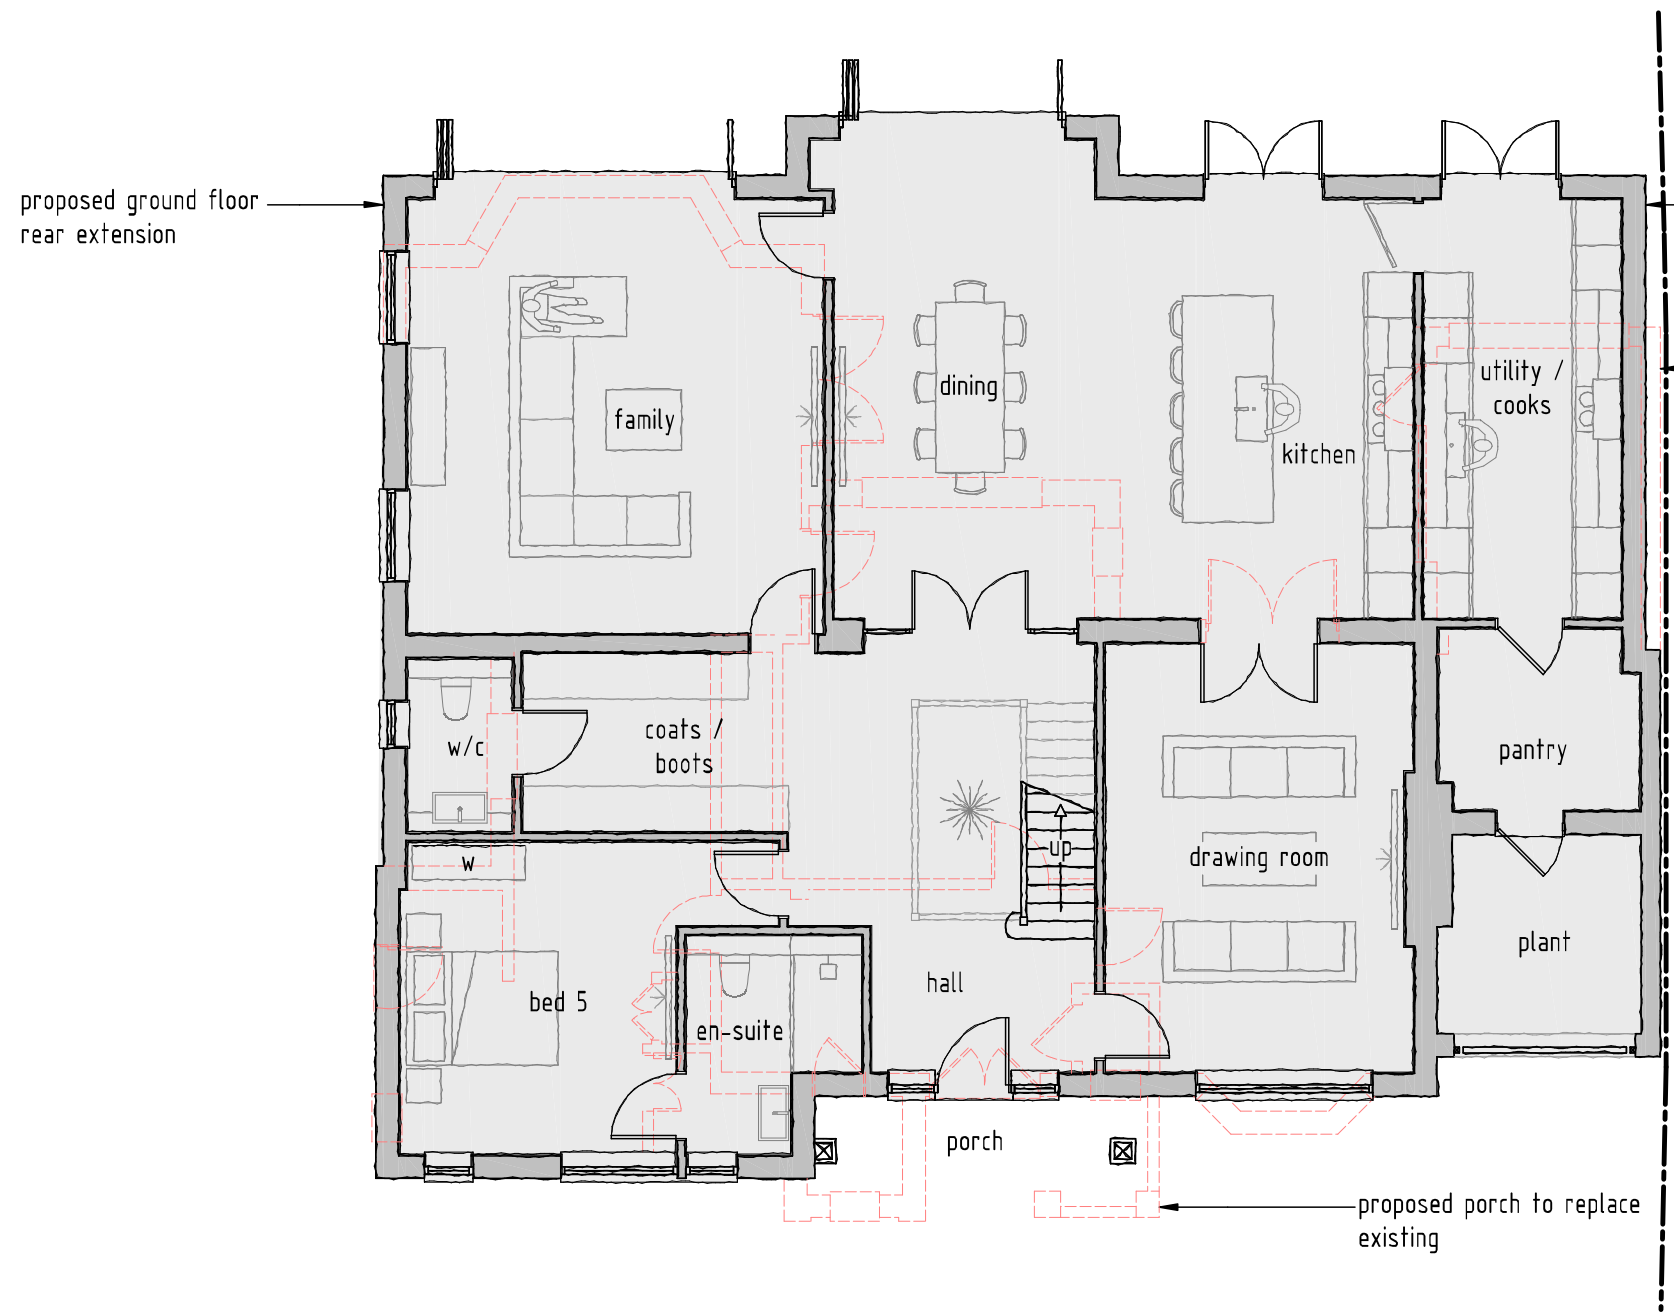 proposed ground floor
rear extension
family
dining
kitchen
utility /
cooks
w/c
coats /
boots
up
drawing room
pantry
w
bed 5
en-suite
hall
plant
porch
proposed porch to replace
existing